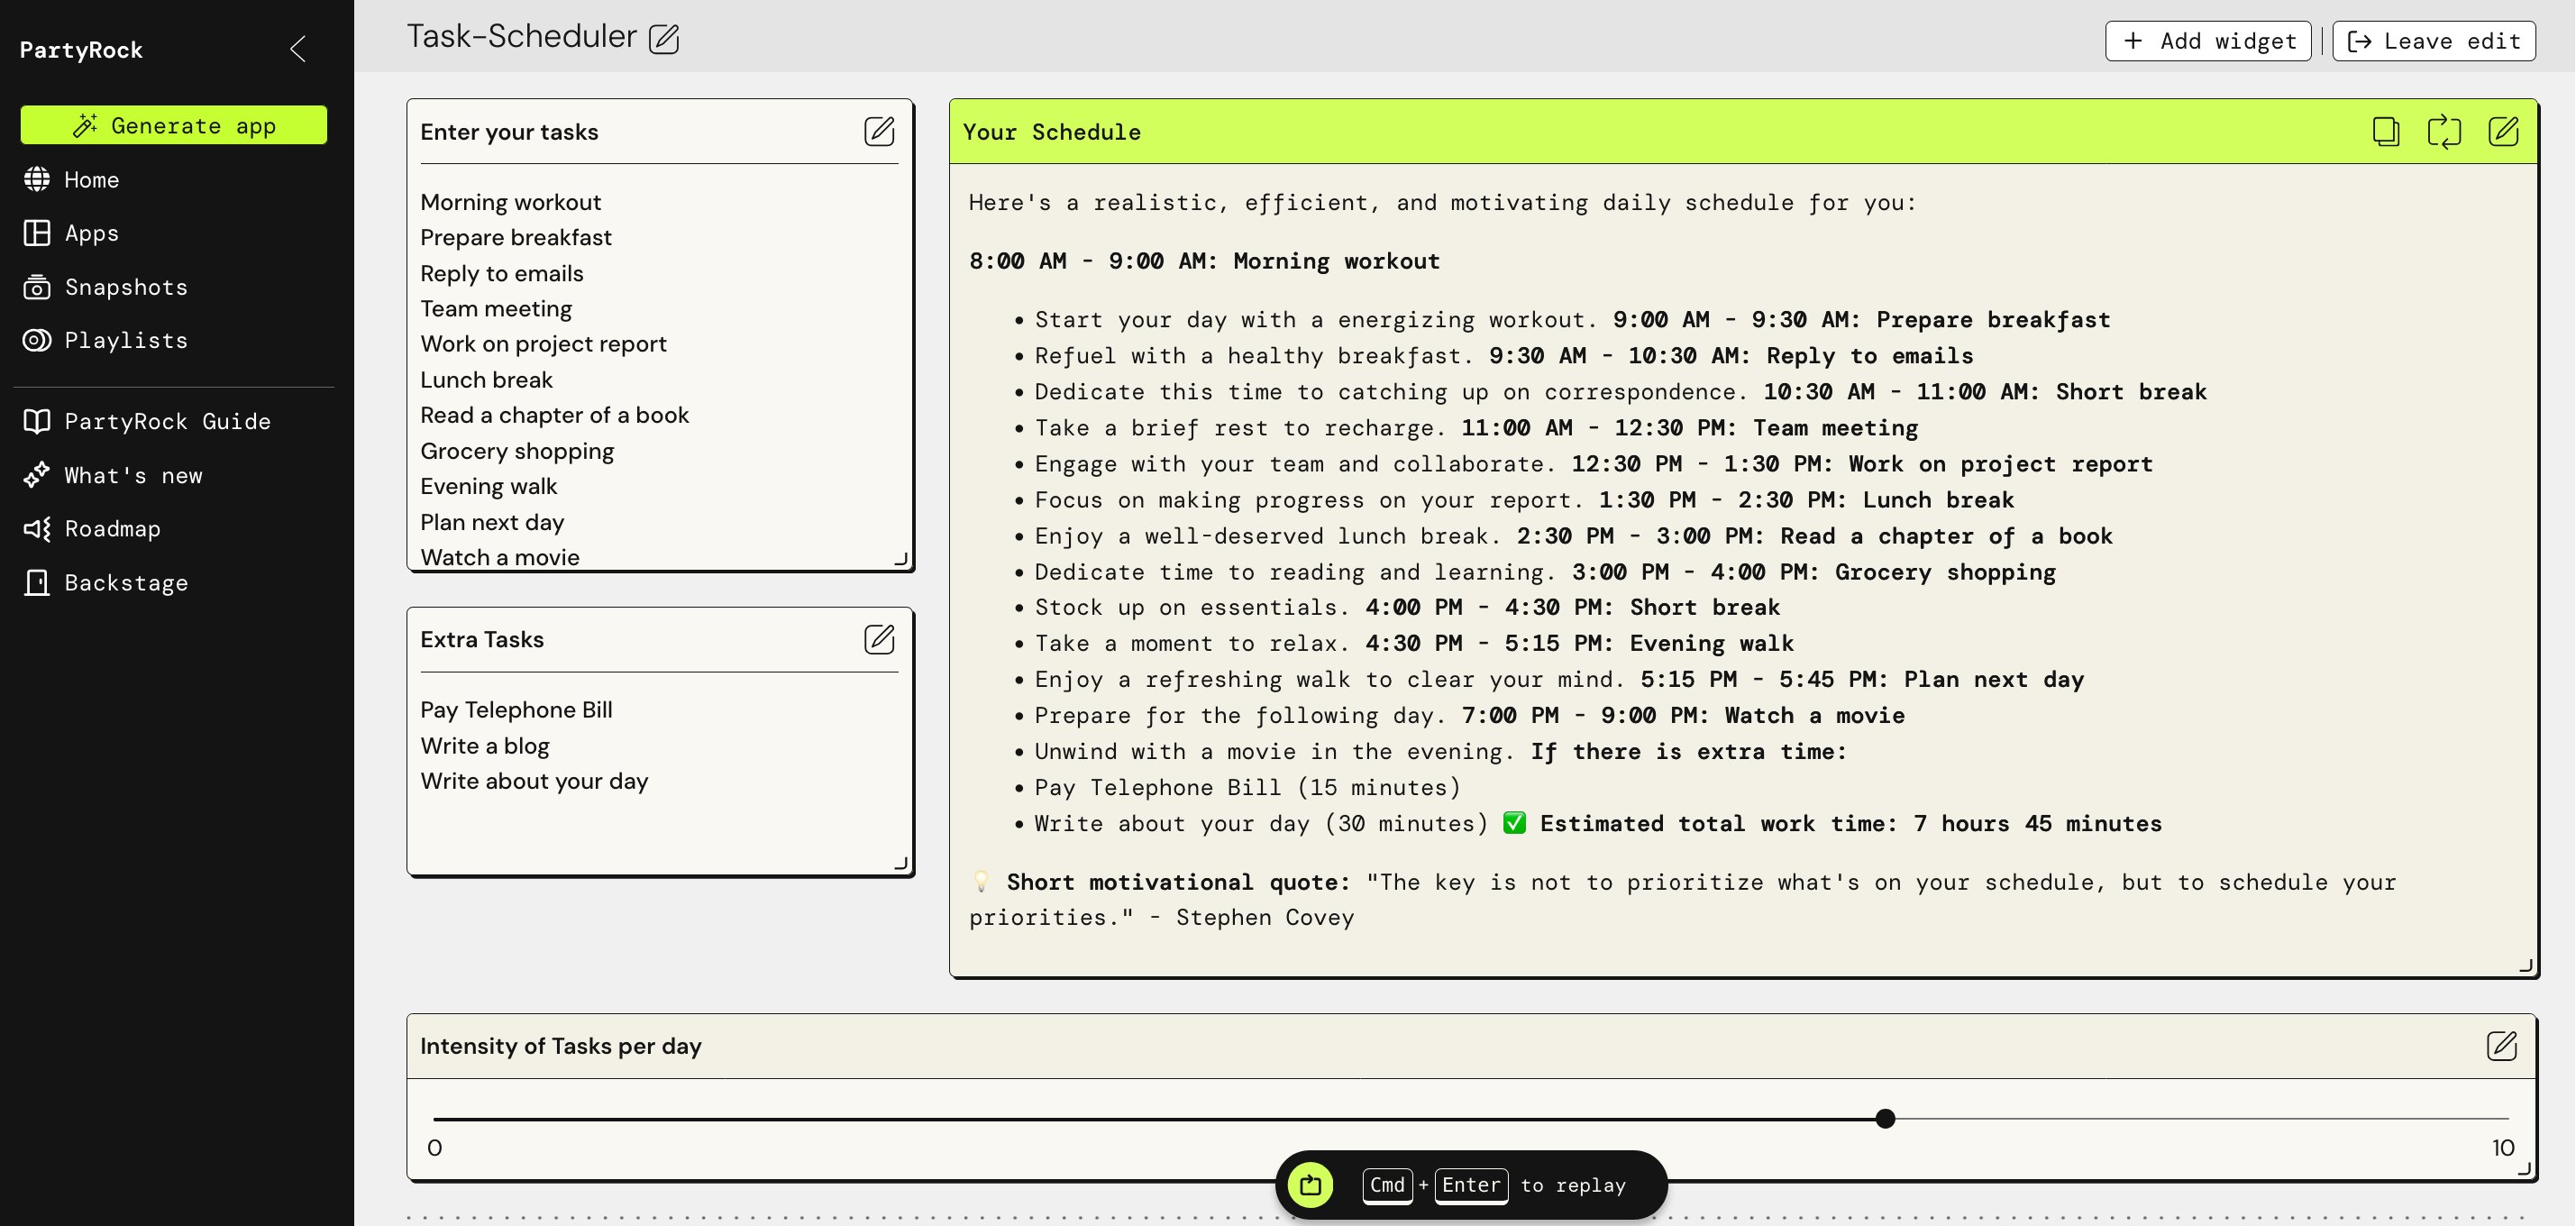 PartyRock
Generate app
Home
Apps
Snapshots
Playlists
PartyRock Guide
What's new
Roadmap
Backstage
Task-Scheduler
Add widget
Leave edit
Enter your tasks
Morning workout
Prepare breakfast
Reply to emails
Team meeting
Work on project report
Lunch break
Read a chapter of a book
Grocery shopping
Evening walk
Plan next day
Watch a movie
Extra Tasks
Pay Telephone Bill
Write a blog
Write about your day
Your Schedule
Here's a realistic, efficient, and motivating daily schedule for you:
8:00 AM - 9:00 AM: Morning workout
• Start your day with a energizing workout. 9:00 AM - 9:30 AM: Prepare breakfast
• Refuel with a healthy breakfast. 9:30 AM - 10:30 AM: Reply to emails
• Dedicate this time to catching up on correspondence. 10:30 AM - 11:00 AM: Short break
• Take a brief rest to recharge. 11:00 AM - 12:30 PM: Team meeting
• Engage with your team and collaborate. 12:30 PM - 1:30 PM: Work on project report
• Focus on making progress on your report. 1:30 PM - 2:30 PM: Lunch break
• Enjoy a well-deserved lunch break. 2:30 PM - 3:00 PM: Read a chapter of a book
• Dedicate time to reading and learning. 3:00 PM - 4:00 PM: Grocery shopping
• Stock up on essentials. 4:00 PM - 4:30 PM: Short break
• Take a moment to relax. 4:30 PM - 5:15 PM: Evening walk
• Enjoy a refreshing walk to clear your mind. 5:15 PM - 5:45 PM: Plan next day
• Prepare for the following day. 7:00 PM - 9:00 PM: Watch a movie
• Unwind with a movie in the evening. If there is extra time:
• Pay Telephone Bill (15 minutes)
• Write about your day (30 minutes) ✅ Estimated total work time: 7 hours 45 minutes
💡 Short motivational quote: "The key is not to prioritize what's on your schedule, but to schedule your
priorities." - Stephen Covey
Intensity of Tasks per day
0
10
Cmd + Enter to replay